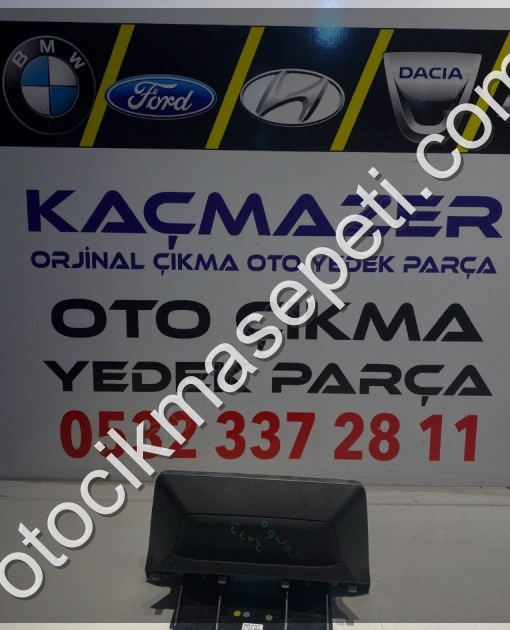 BMW
Ford
DACIA
KAÇMAZER
ORJİNAL ÇIKMA OTO YEDEK PARÇA
OTO ÇIKMA
YEDEK PARÇA
0532 337 28 11
otocikmasepeti.com
2013